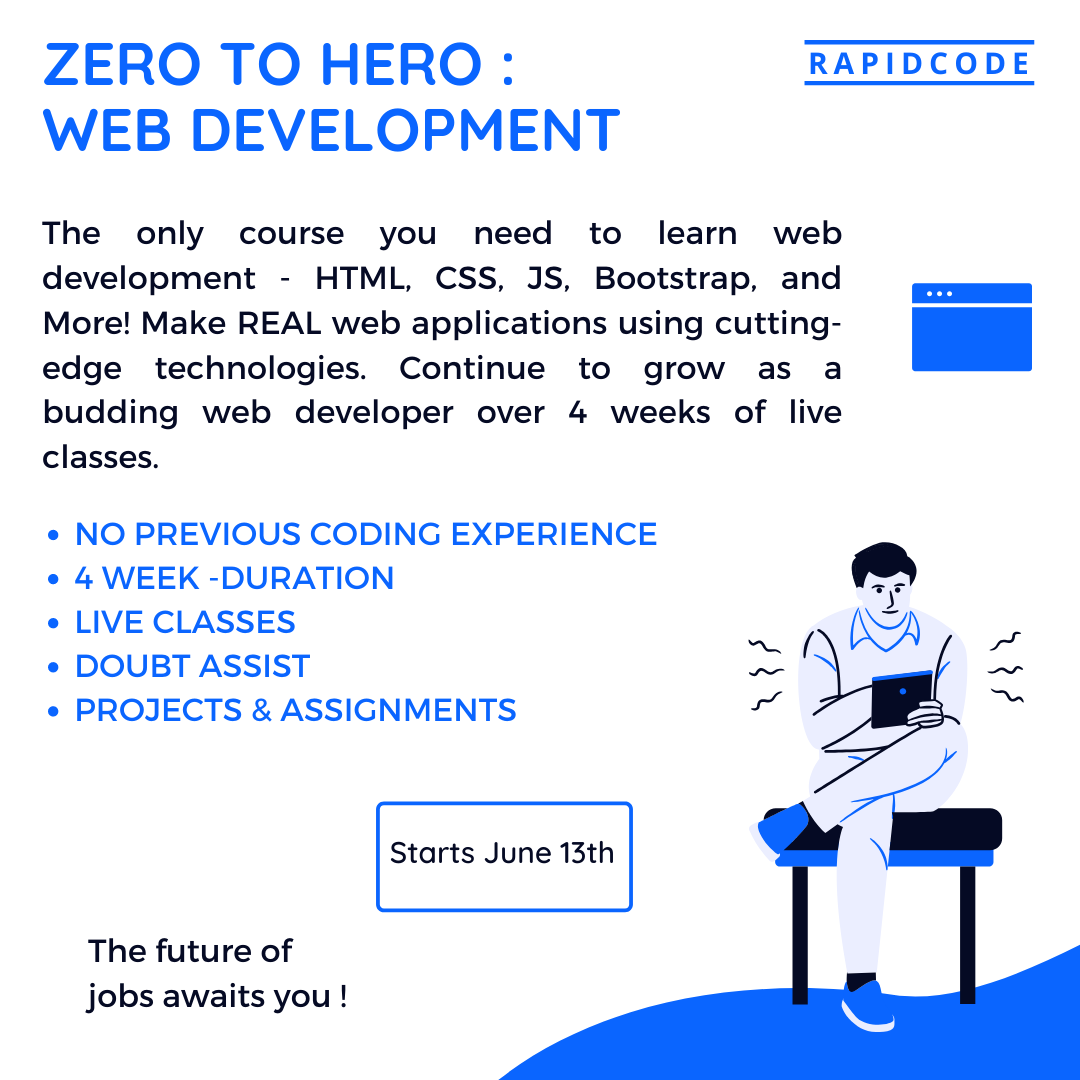 ZERO TO HERO :
WEB DEVELOPMENT
RAPIDCODE
The only course you need to learn web
development - HTML, CSS, JS, Bootstrap, and
More! Make REAL web applications using cutting-
edge technologies. Continue to grow as a
budding web developer over 4 weeks of live
classes.
• NO PREVIOUS CODING EXPERIENCE
• 4 WEEK -DURATION
• LIVE CLASSES
• DOUBT ASSIST
• PROJECTS & ASSIGNMENTS
Starts June 13th
The future of
jobs awaits you !